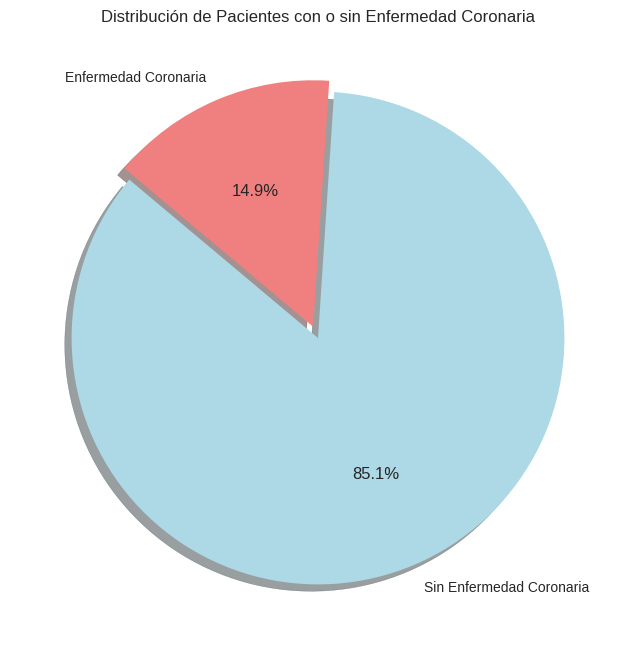 Distribución de Pacientes con o sin Enfermedad Coronaria
Enfermedad Coronaria
14.9%
85.1%
Sin Enfermedad Coronaria